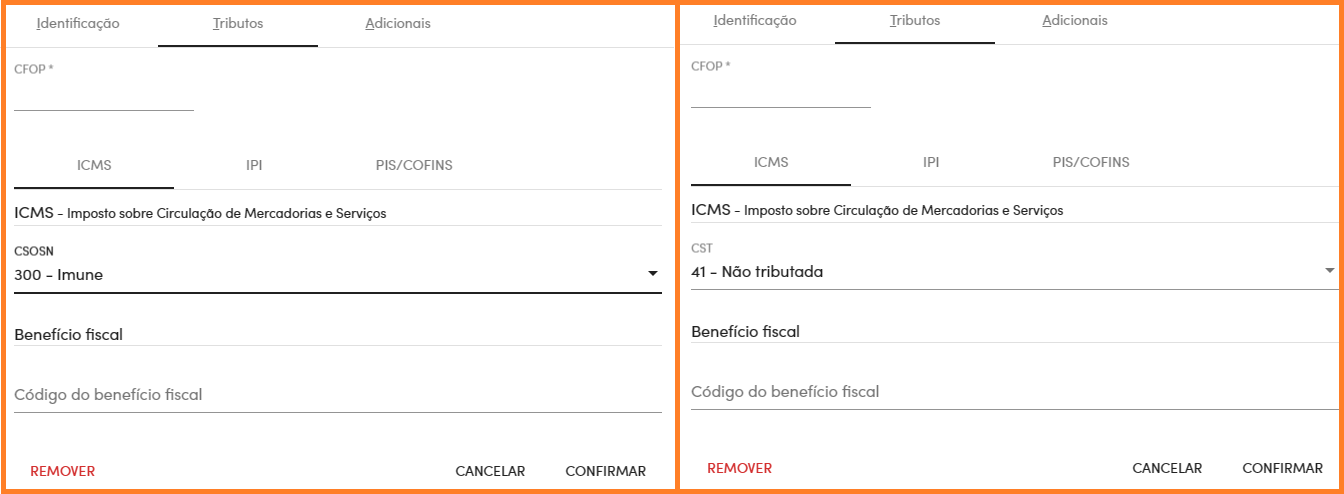 Identificação Tributos Adicionais
CFOP *
ICMS IPI PIS/COFINS
ICMS - Imposto sobre Circulação de Mercadorias e Serviços
CSOSN
300 - Imune
Benefício fiscal
Código do benefício fiscal
REMOVER CANCELAR CONFIRMAR
Identificação Tributos Adicionais
CFOP *
ICMS IPI PIS/COFINS
ICMS - Imposto sobre Circulação de Mercadorias e Serviços
CST
41 - Não tributada
Benefício fiscal
Código do benefício fiscal
REMOVER CANCELAR CONFIRMAR